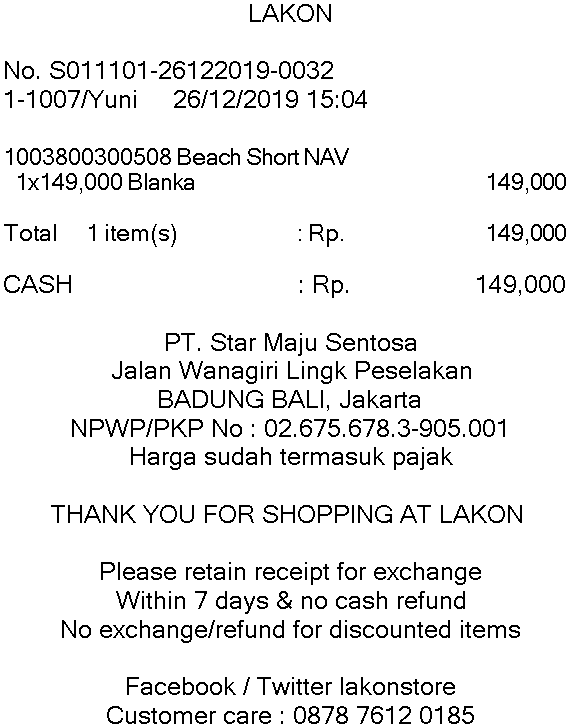 LAKON
No. S011101-26122019-0032
1-1007/Yuni 26/12/2019 15:04
1003800300508 Beach Short NAV
1x149,000 Blanka 149,000
Total 1 item(s) : Rp. 149,000
CASH : Rp. 149,000
PT. Star Maju Sentosa
Jalan Wanagiri Lingk Peselakan
BADUNG BALI, Jakarta
NPWP/PKP No : 02.675.678.3-905.001
Harga sudah termasuk pajak
THANK YOU FOR SHOPPING AT LAKON
Please retain receipt for exchange
Within 7 days & no cash refund
No exchange/refund for discounted items
Facebook / Twitter lakonstore
Customer care : 0878 7612 0185